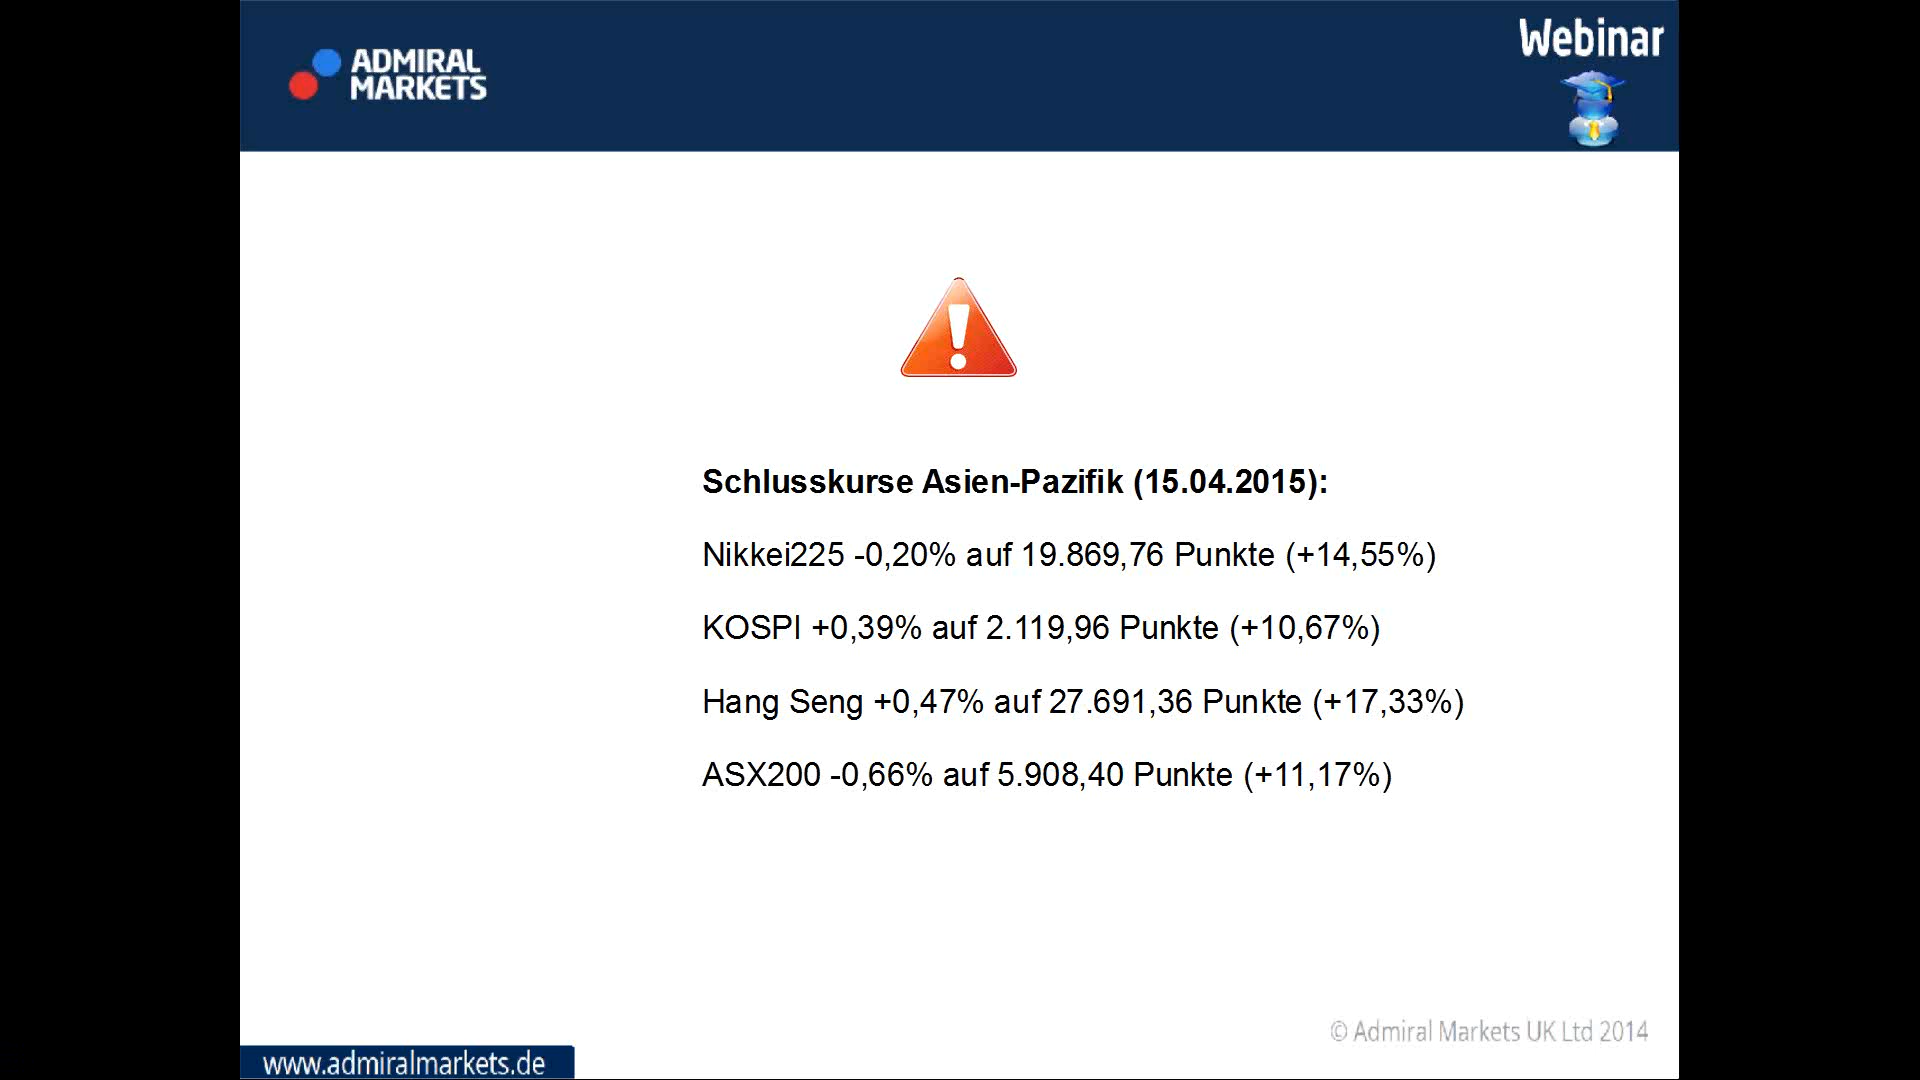 ADMIRAL
MARKETS
Webinar
Schlusskurse Asien-Pazifik (15.04.2015):
Nikkei225 -0,20% auf 19.869,76 Punkte (+14,55%)
KOSPI +0,39% auf 2.119,96 Punkte (+10,67%)
Hang Seng +0,47% auf 27.691,36 Punkte (+17,33%)
ASX200 -0,66% auf 5.908,40 Punkte (+11,17%)
© Admiral Markets UK Ltd 2014
www.admiralmarkets.de